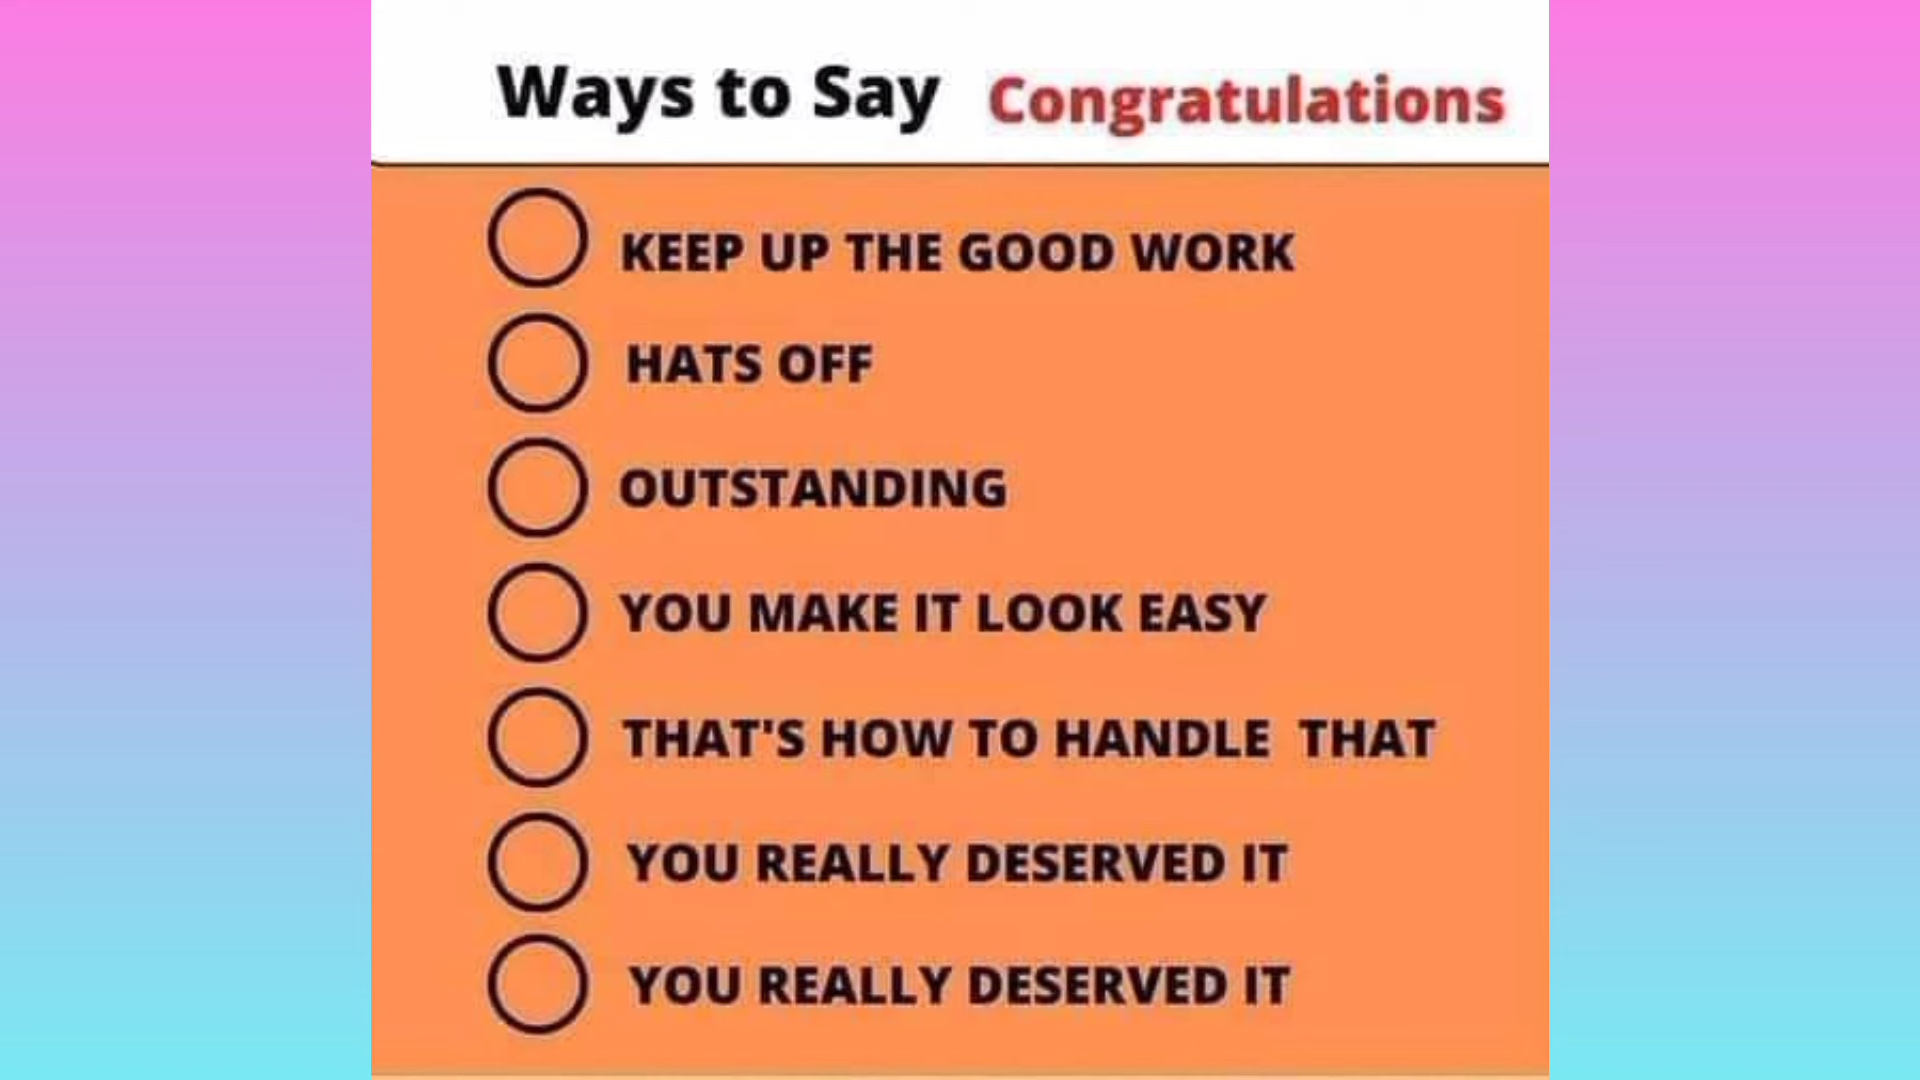 Ways to Say Congratulations
KEEP UP THE GOOD WORK
HATS OFF
OUTSTANDING
YOU MAKE IT LOOK EASY
THAT'S HOW TO HANDLE THAT
YOU REALLY DESERVED IT
YOU REALLY DESERVED IT